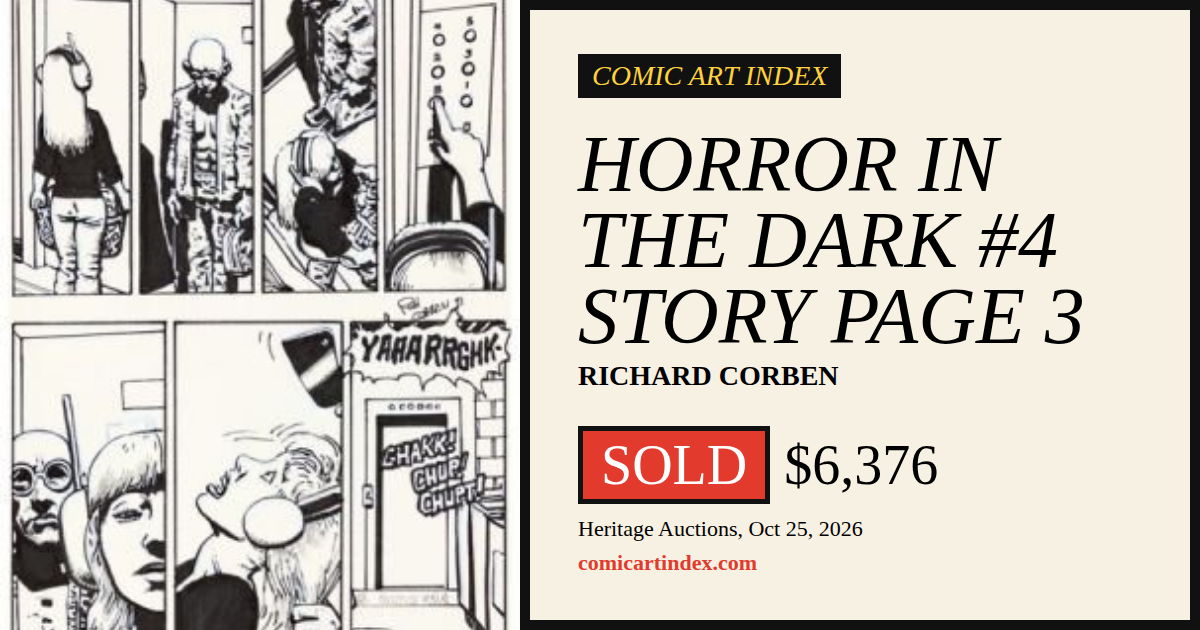 YAAARRGHK-
CHAKK!
CHUP!
CHUPT!
COMIC ART INDEX
HORROR IN
THE DARK #4
STORY PAGE 3
RICHARD CORBEN
SOLD $6,376
Heritage Auctions, Oct 25, 2026
comicartindex.com